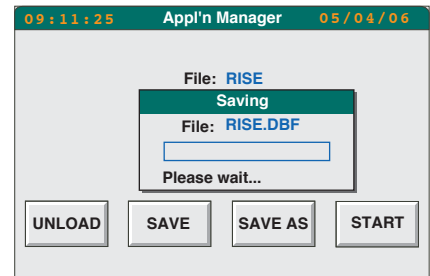 09:11:25 Appl'n Manager 05/04/06
File: RISE
Saving
File: RISE.DBF
Please wait...
UNLOAD SAVE SAVE AS START